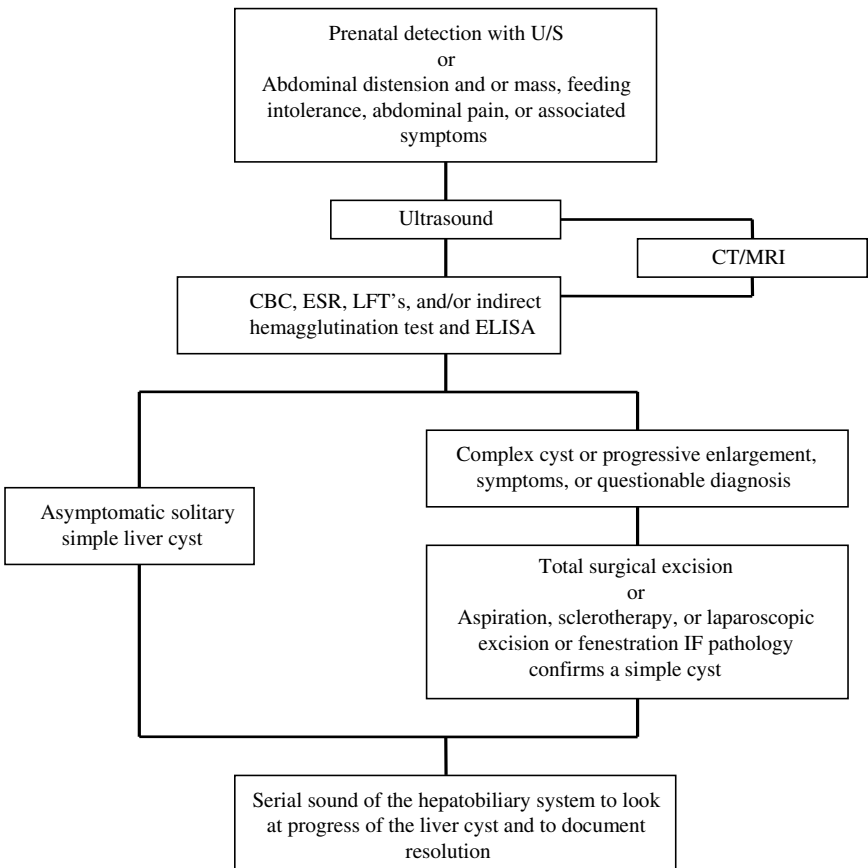 Prenatal detection with U/S
or
Abdominal distension and or mass, feeding
intolerance, abdominal pain, or associated
symptoms
Ultrasound
CT/MRI
CBC, ESR, LFT's, and/or indirect
hemagglutination test and ELISA
Complex cyst or progressive enlargement,
symptoms, or questionable diagnosis
Asymptomatic solitary
simple liver cyst
Total surgical excision
or
Aspiration, sclerotherapy, or laparoscopic
excision or fenestration IF pathology
confirms a simple cyst
Serial sound of the hepatobiliary system to look
at progress of the liver cyst and to document
resolution